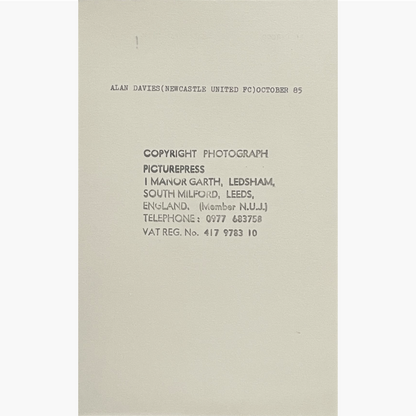 ALAN DAVIES(NEWCASTLE UNITED FC)OCTOBER 85
COPYRIGHT PHOTOGRAPH
PICTUREPRESS
1 MANOR GARTH, LEDSHAM,
SOUTH MILFORD, LEEDS,
ENGLAND. (Member N.U.J.)
TELEPHONE: 0977 683758
VAT REG. No. 417 9783 10